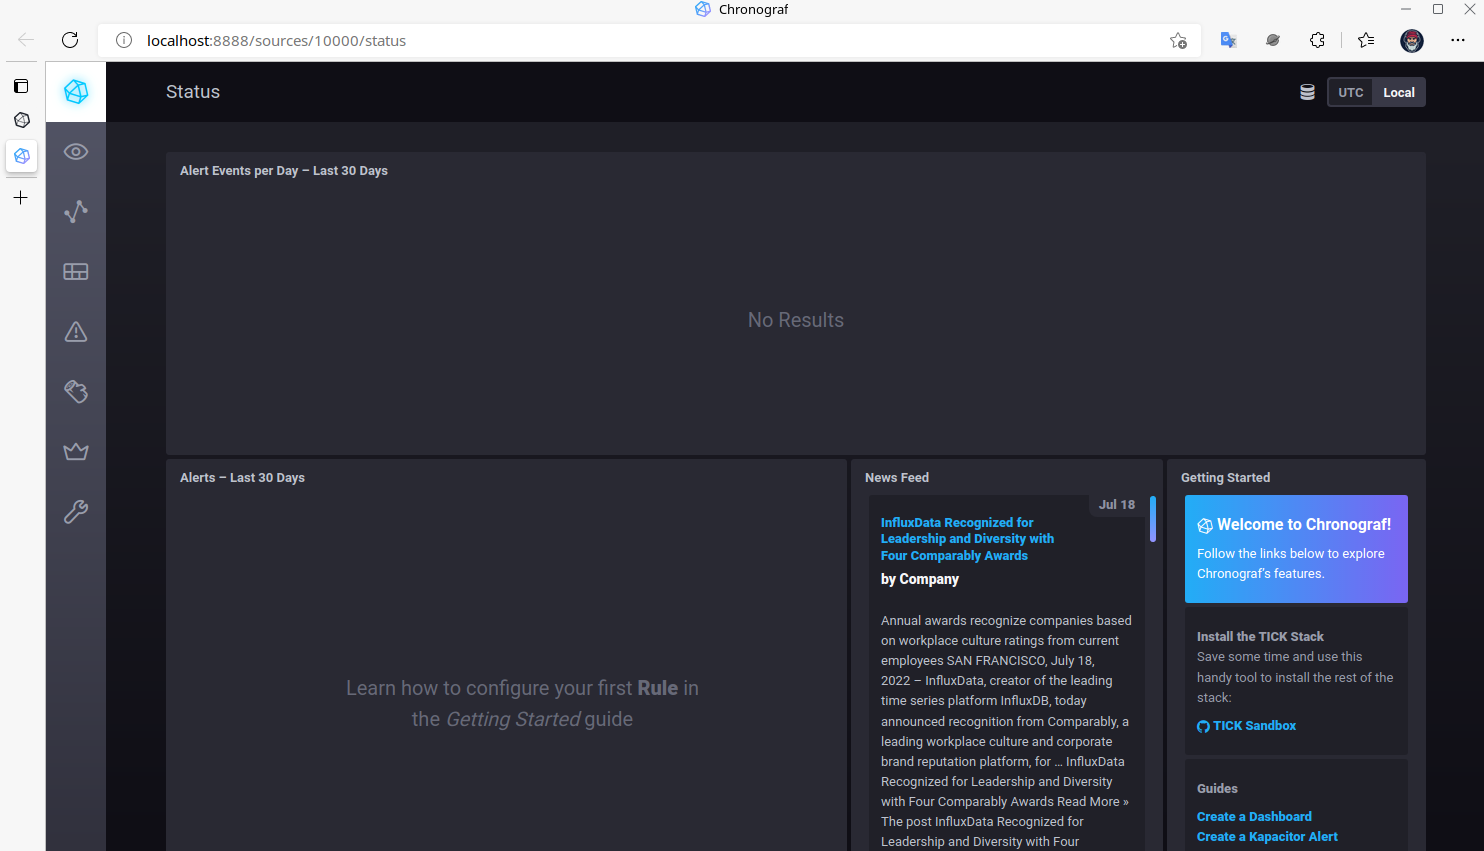 Chronograf
localhost:8888/sources/10000/status
Status
UTC
Local
Alert Events per Day – Last 30 Days
No Results
Alerts – Last 30 Days
Learn how to configure your first Rule in
the Getting Started guide
News Feed
Jul 18
InfluxData Recognized for
Leadership and Diversity with
Four Comparably Awards
by Company
Annual awards recognize companies based
on workplace culture ratings from current
employees SAN FRANCISCO, July 18,
2022 – InfluxData, creator of the leading
time series platform InfluxDB, today
announced recognition from Comparably, a
leading workplace culture and corporate
brand reputation platform, for … InfluxData
Recognized for Leadership and Diversity
with Four Comparably Awards Read More »
The post InfluxData Recognized for
Leadership and Diversity with Four
Getting Started
Welcome to Chronograf!
Follow the links below to explore
Chronograf's features.
Install the TICK Stack
Save some time and use this
handy tool to install the rest of the
stack:
TICK Sandbox
Guides
Create a Dashboard
Create a Kapacitor Alert